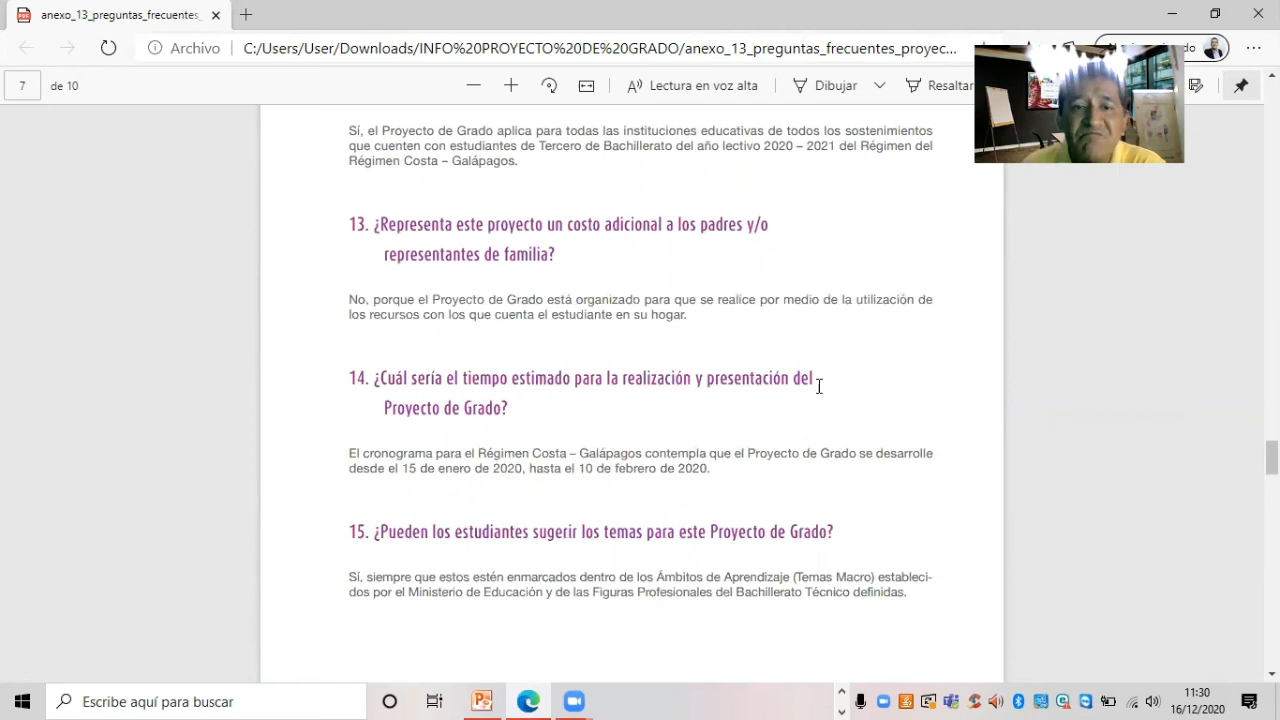 anexo_13_preguntas_frecuentes_
Archivo
C:/Users/User/Downloads/INFO%20PROYECTO%20DE%20GRADO/anexo_13_preguntas_frecuentes_proyec...
7 de 10
Lectura en voz alta
Dibujar
Resaltar
Sí, el Proyecto de Grado aplica para todas las instituciones educativas de todos los sostenimientos
que cuenten con estudiantes de Tercero de Bachillerato del año lectivo 2020 – 2021 del Régimen del
Régimen Costa – Galápagos.
13. ¿Representa este proyecto un costo adicional a los padres y/o
representantes de familia?
No, porque el Proyecto de Grado está organizado para que se realice por medio de la utilización de
los recursos con los que cuenta el estudiante en su hogar.
14. ¿Cuál sería el tiempo estimado para la realización y presentación del
Proyecto de Grado?
El cronograma para el Régimen Costa – Galápagos contempla que el Proyecto de Grado se desarrolle
desde el 15 de enero de 2020, hasta el 10 de febrero de 2020.
15. ¿Pueden los estudiantes sugerir los temas para este Proyecto de Grado?
Sí, siempre que estos estén enmarcados dentro de los Ámbitos de Aprendizaje (Temas Macro) estableci-
dos por el Ministerio de Educación y de las Figuras Profesionales del Bachillerato Técnico definidas.
Escribe aquí para buscar
11:30
16/12/2020